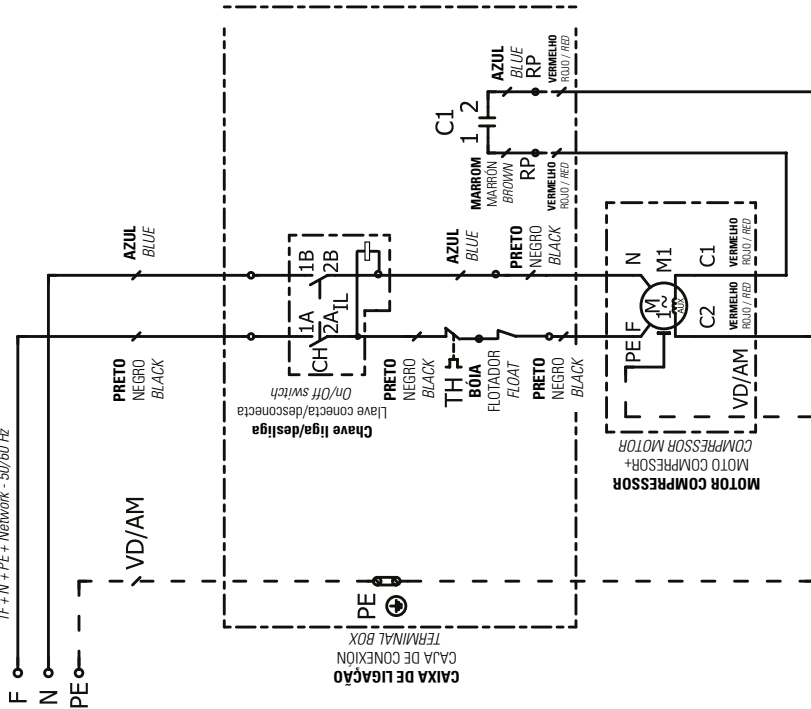 1F + N + PE + Network - 50/60 Hz
F
N
PE
VD/AM
PRETO
NEGRO
BLACK
AZUL
BLUE
CAIXA DE LIGAÇÃO
CAJA DE CONEXIÓN
TERMINAL BOX
PE
Chave liga/desliga
Llave conecta/desconecta
On/Off switch
CH
1A
2A
IL
1B
2B
PRETO
NEGRO
BLACK
AZUL
BLUE
TH
BÓIA
FLOTADOR
FLOAT
PRETO
NEGRO
BLACK
PRETO
NEGRO
BLACK
C1
1
2
MARROM
MARRÓN
BROWN
RP
VERMELHO
ROJO / RED
AZUL
BLUE
RP
VERMELHO
ROJO / RED
MOTOR COMPRESSOR
MOTO COMPRESOR+
COMPRESSOR MOTOR
PE
F
N
M
1~
AUX
M1
C2
VERMELHO
ROJO / RED
C1
VERMELHO
ROJO / RED
VD/AM